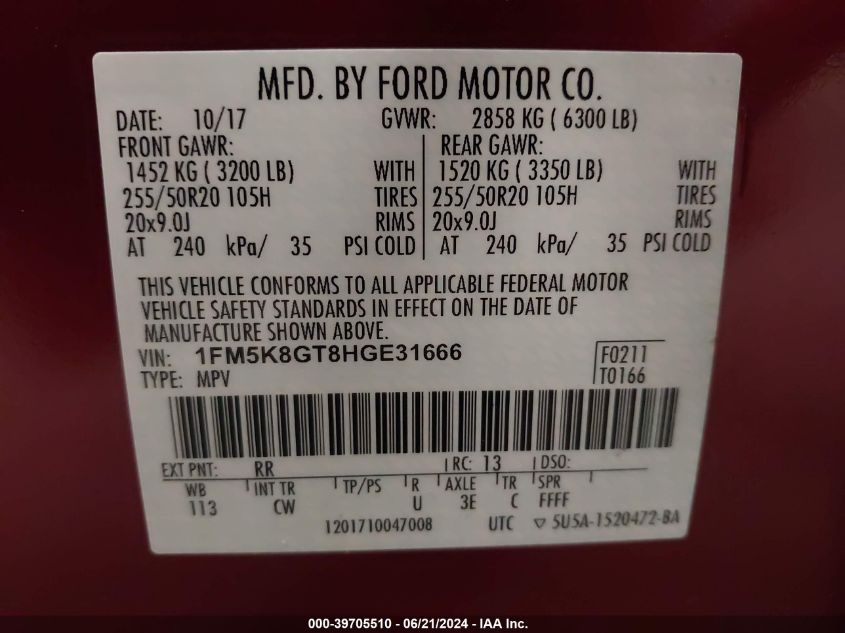 MFD. BY FORD MOTOR CO.
DATE: 10/17 GVWR: 2858 KG ( 6300 LB)
FRONT GAWR: REAR GAWR:
1452 KG ( 3200 LB) WITH 1520 KG ( 3350 LB) WITH
255/50R20 105H TIRES 255/50R20 105H TIRES
20x9.0J RIMS 20x9.0J RIMS
AT 240 kPa/ 35 PSI COLD AT 240 kPa/ 35 PSI COLD
THIS VEHICLE CONFORMS TO ALL APPLICABLE FEDERAL MOTOR
VEHICLE SAFETY STANDARDS IN EFFECT ON THE DATE OF
MANUFACTURE SHOWN ABOVE.
VIN: 1FM5K8GT8HGE31666 F0211
TYPE: MPV T0166
EXT PNT: RR RC: 13 DSO:
WB INT TR TP/PS R AXLE TR SPR
113 CW U 3E C FFFF
1201710047008 UTC ▽ 5U5A-1520472-BA
000-39705510 - 06/21/2024 - IAA Inc.